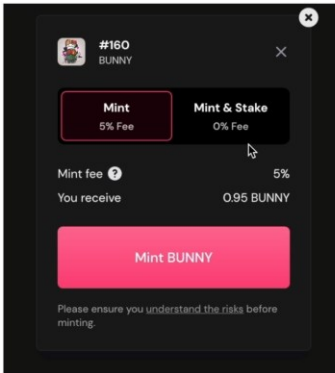 #160
BUNNY
Mint
5% Fee
Mint & Stake
0% Fee
Mint fee ?
5%
You receive
0.95 BUNNY
Mint BUNNY
Please ensure you understand the risks before
minting.